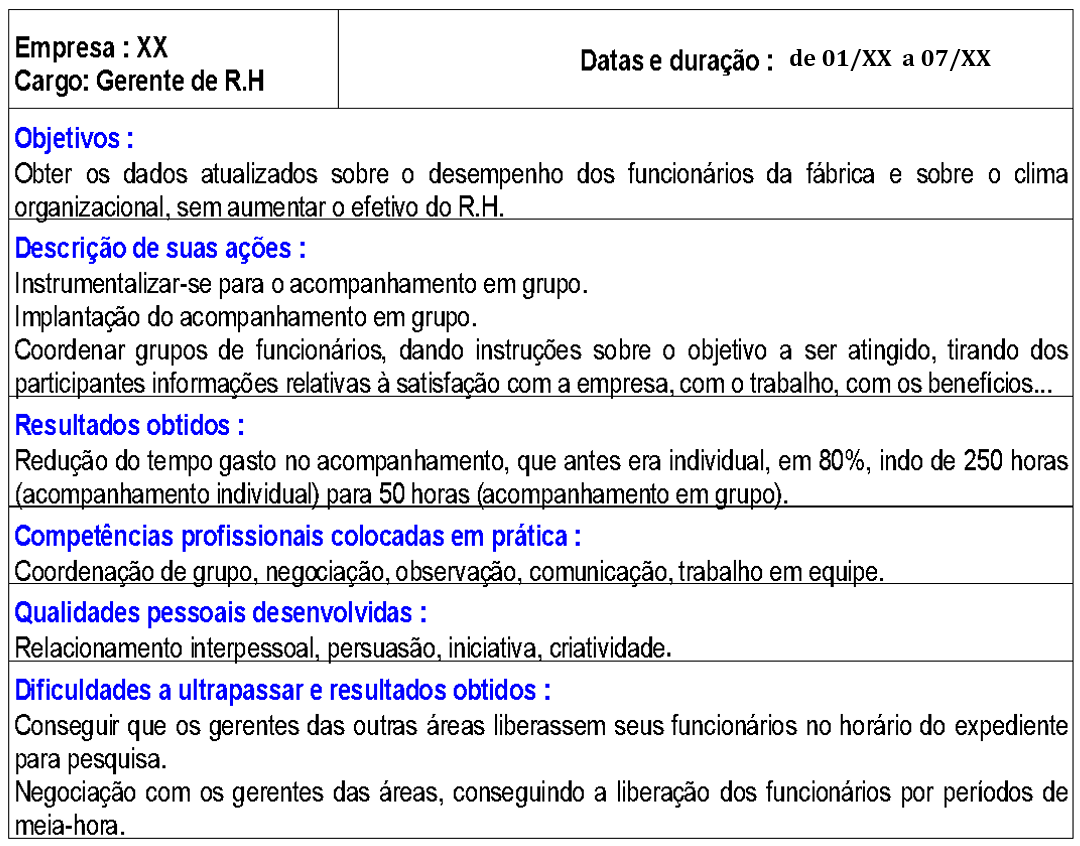 Empresa : XX
Cargo: Gerente de R.H
Datas e duração : de 01/XX a 07/XX
Objetivos :
Obter os dados atualizados sobre o desempenho dos funcionários da fábrica e sobre o clima
organizacional, sem aumentar o efetivo do R.H.
Descrição de suas ações :
Instrumentalizar-se para o acompanhamento em grupo.
Implantação do acompanhamento em grupo.
Coordenar grupos de funcionários, dando instruções sobre o objetivo a ser atingido, tirando dos
participantes informações relativas à satisfação com a empresa, com o trabalho, com os benefícios...
Resultados obtidos :
Redução do tempo gasto no acompanhamento, que antes era individual, em 80%, indo de 250 horas
(acompanhamento individual) para 50 horas (acompanhamento em grupo).
Competências profissionais colocadas em prática :
Coordenação de grupo, negociação, observação, comunicação, trabalho em equipe.
Qualidades pessoais desenvolvidas :
Relacionamento interpessoal, persuasão, iniciativa, criatividade.
Dificuldades a ultrapassar e resultados obtidos :
Conseguir que os gerentes das outras áreas liberassem seus funcionários no horário do expediente
para pesquisa.
Negociação com os gerentes das áreas, conseguindo a liberação dos funcionários por períodos de
meia-hora.